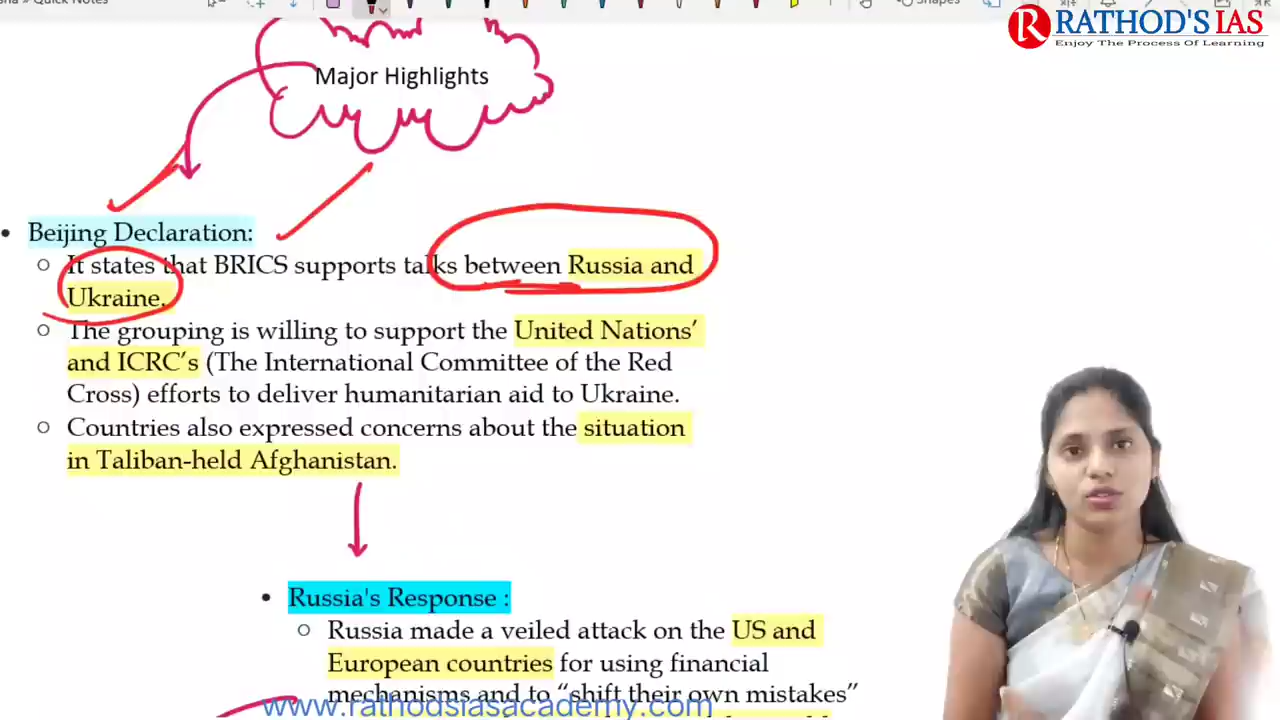 sha » Quick Notes
Shapes
RATHOD'S IAS
Enjoy The Process Of Learning
Major Highlights
• Beijing Declaration:
It states that BRICS supports talks between Russia and
Ukraine.
The grouping is willing to support the United Nations’
and ICRC’s (The International Committee of the Red
Cross) efforts to deliver humanitarian aid to Ukraine.
Countries also expressed concerns about the situation
in Taliban-held Afghanistan.
• Russia's Response :
Russia made a veiled attack on the US and
European countries for using financial
mechanisms and to “shift their own mistakes”
www.rathodsiasacademy.com